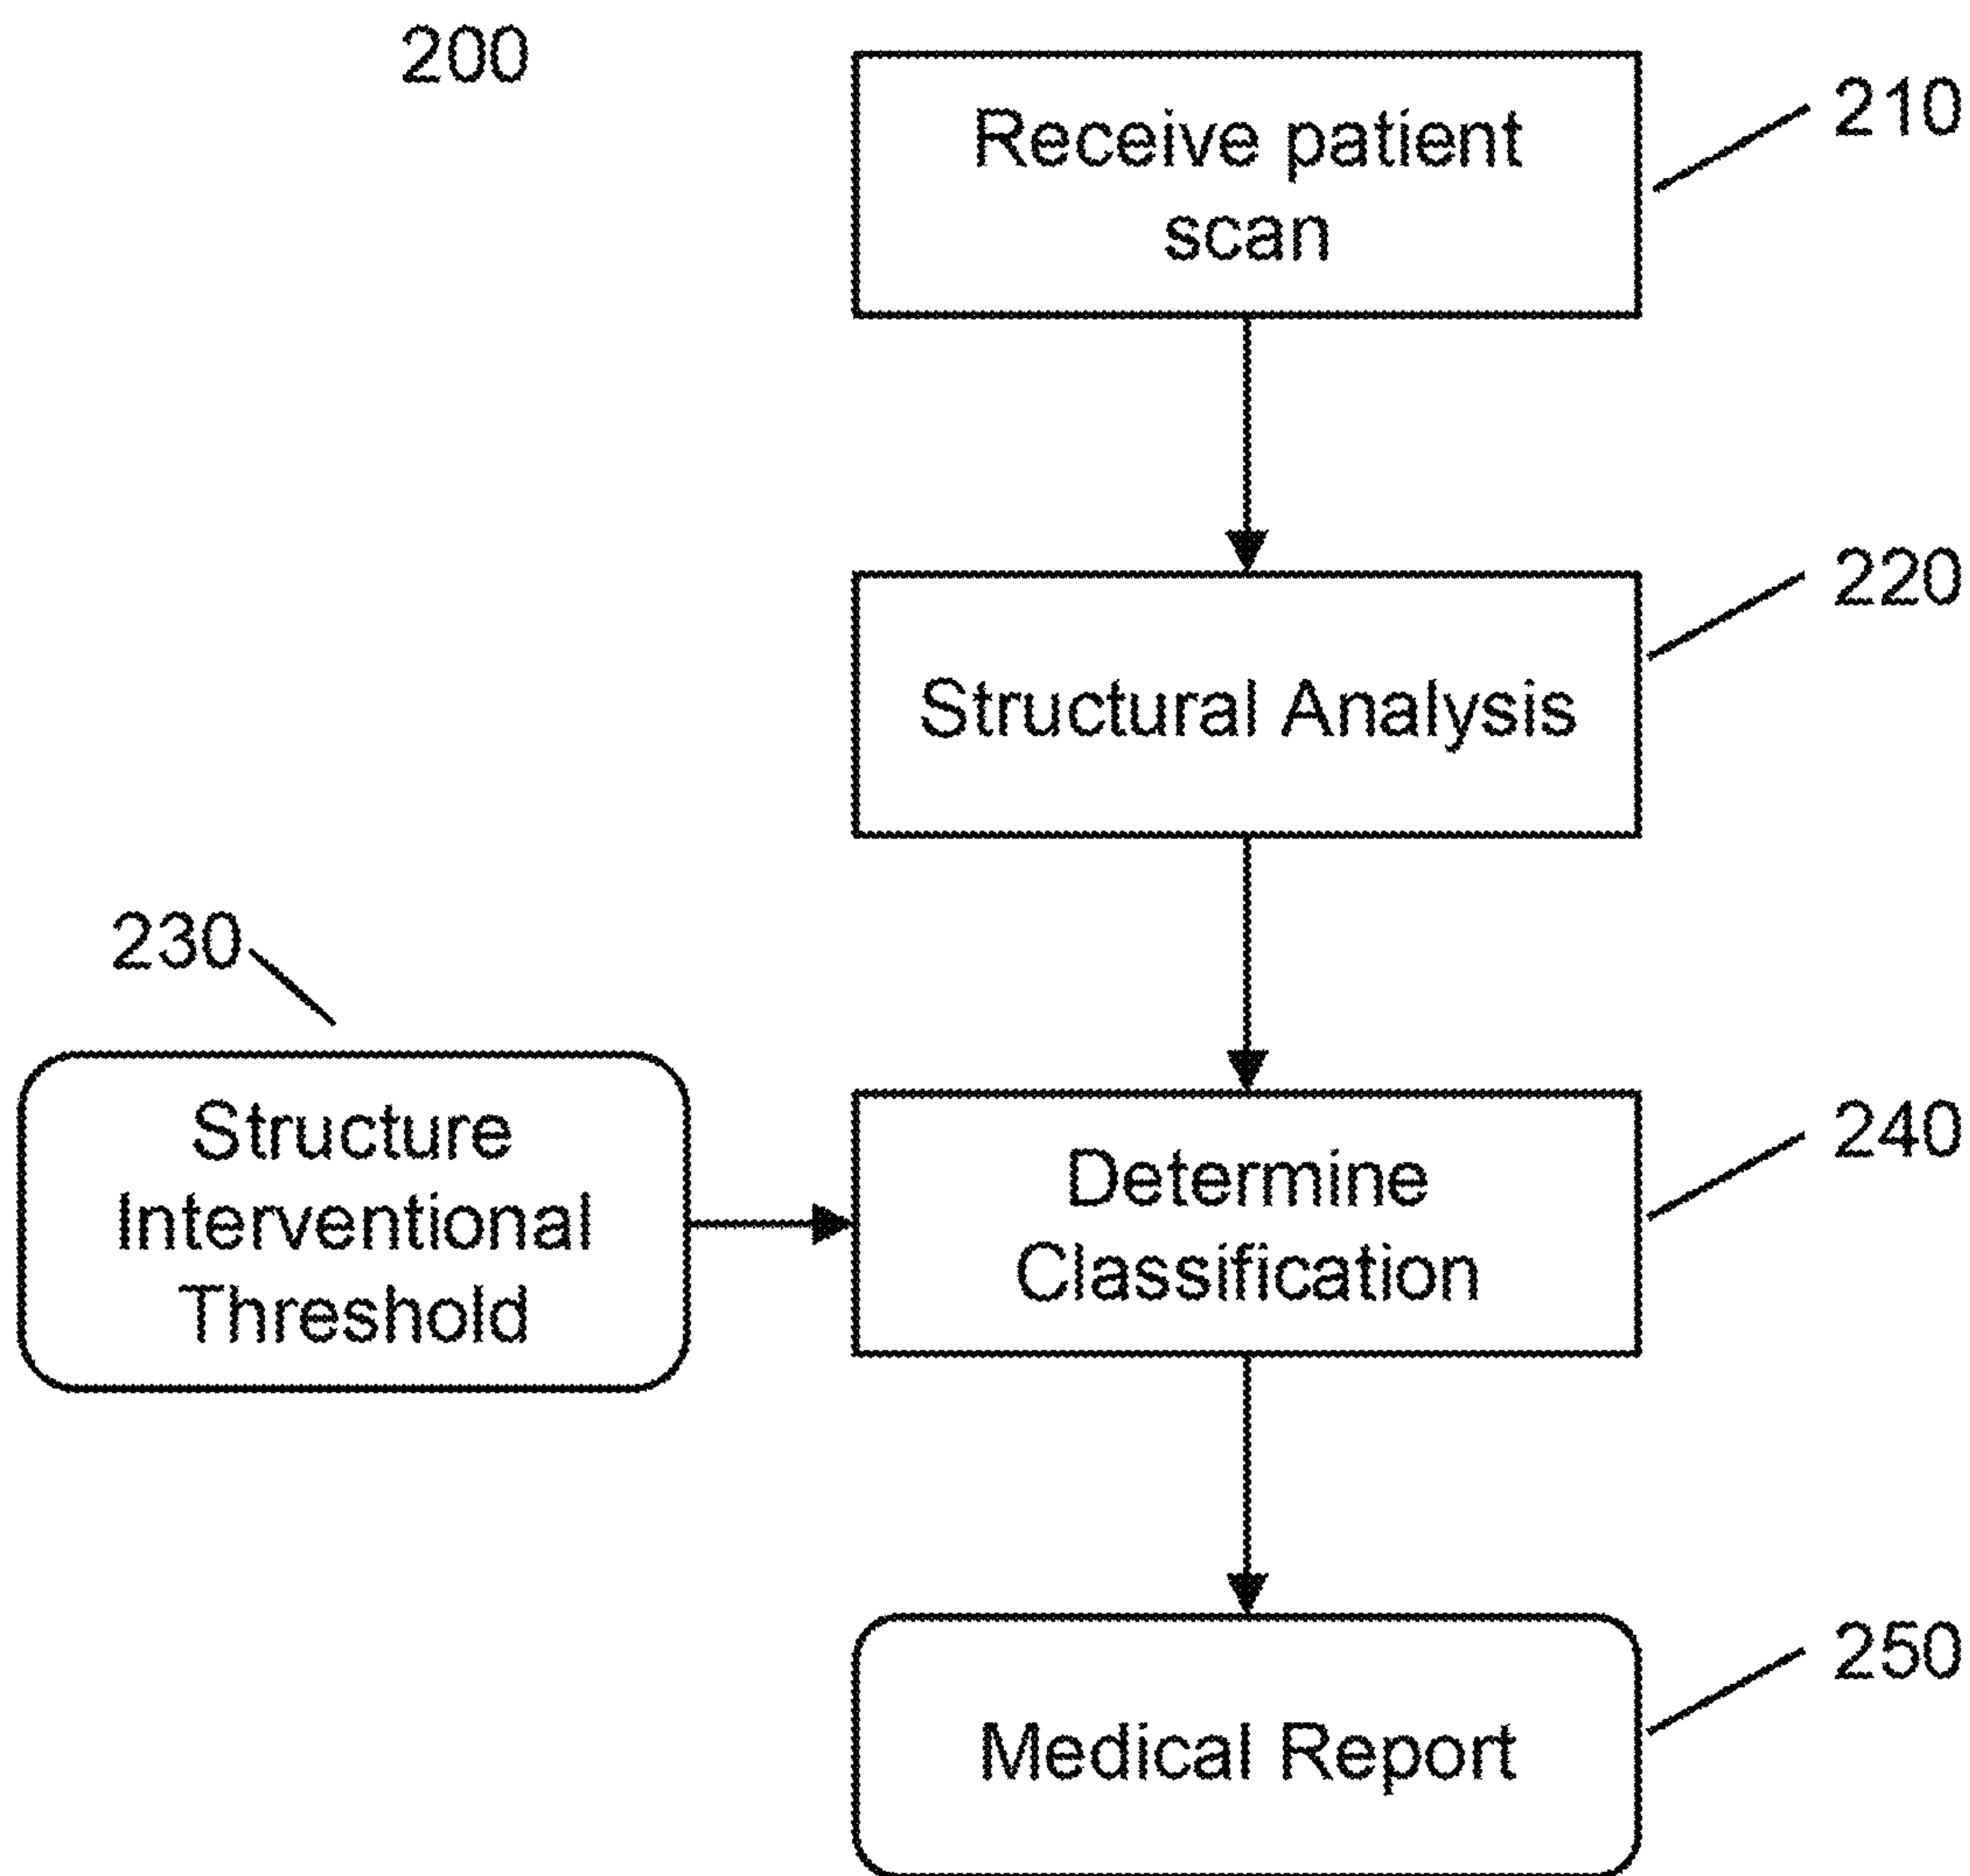 200
Receive patient
scan
210
Structural Analysis
220
230
Structure
Interventional
Threshold
Determine
Classification
240
Medical Report
250